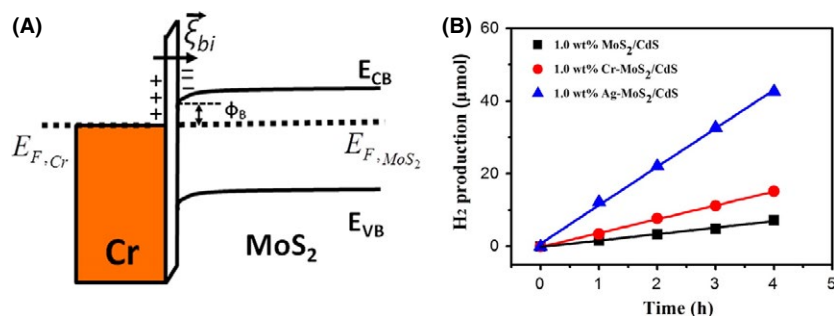 (A)
ξbi
+ + +
− − −
ECB
ΦB
EF,Cr
EF,MoS2
EVB
Cr
MoS2
(B)
H2 production (μmol)
60
40
20
0
1.0 wt% MoS2/CdS
1.0 wt% Cr-MoS2/CdS
1.0 wt% Ag-MoS2/CdS
0 1 2 3 4 5
Time (h)